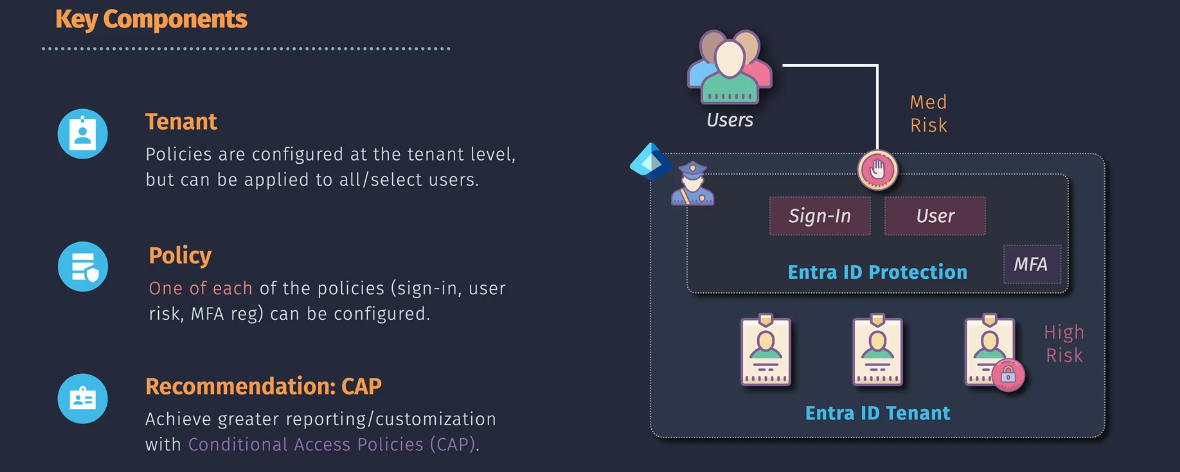 Key Components
Tenant
Policies are configured at the tenant level,
but can be applied to all/select users.
Policy
One of each of the policies (sign-in, user
risk, MFA reg) can be configured.
Recommendation: CAP
Achieve greater reporting/customization
with Conditional Access Policies (CAP).
Users
Med
Risk
Sign-In
User
MFA
Entra ID Protection
High
Risk
Entra ID Tenant